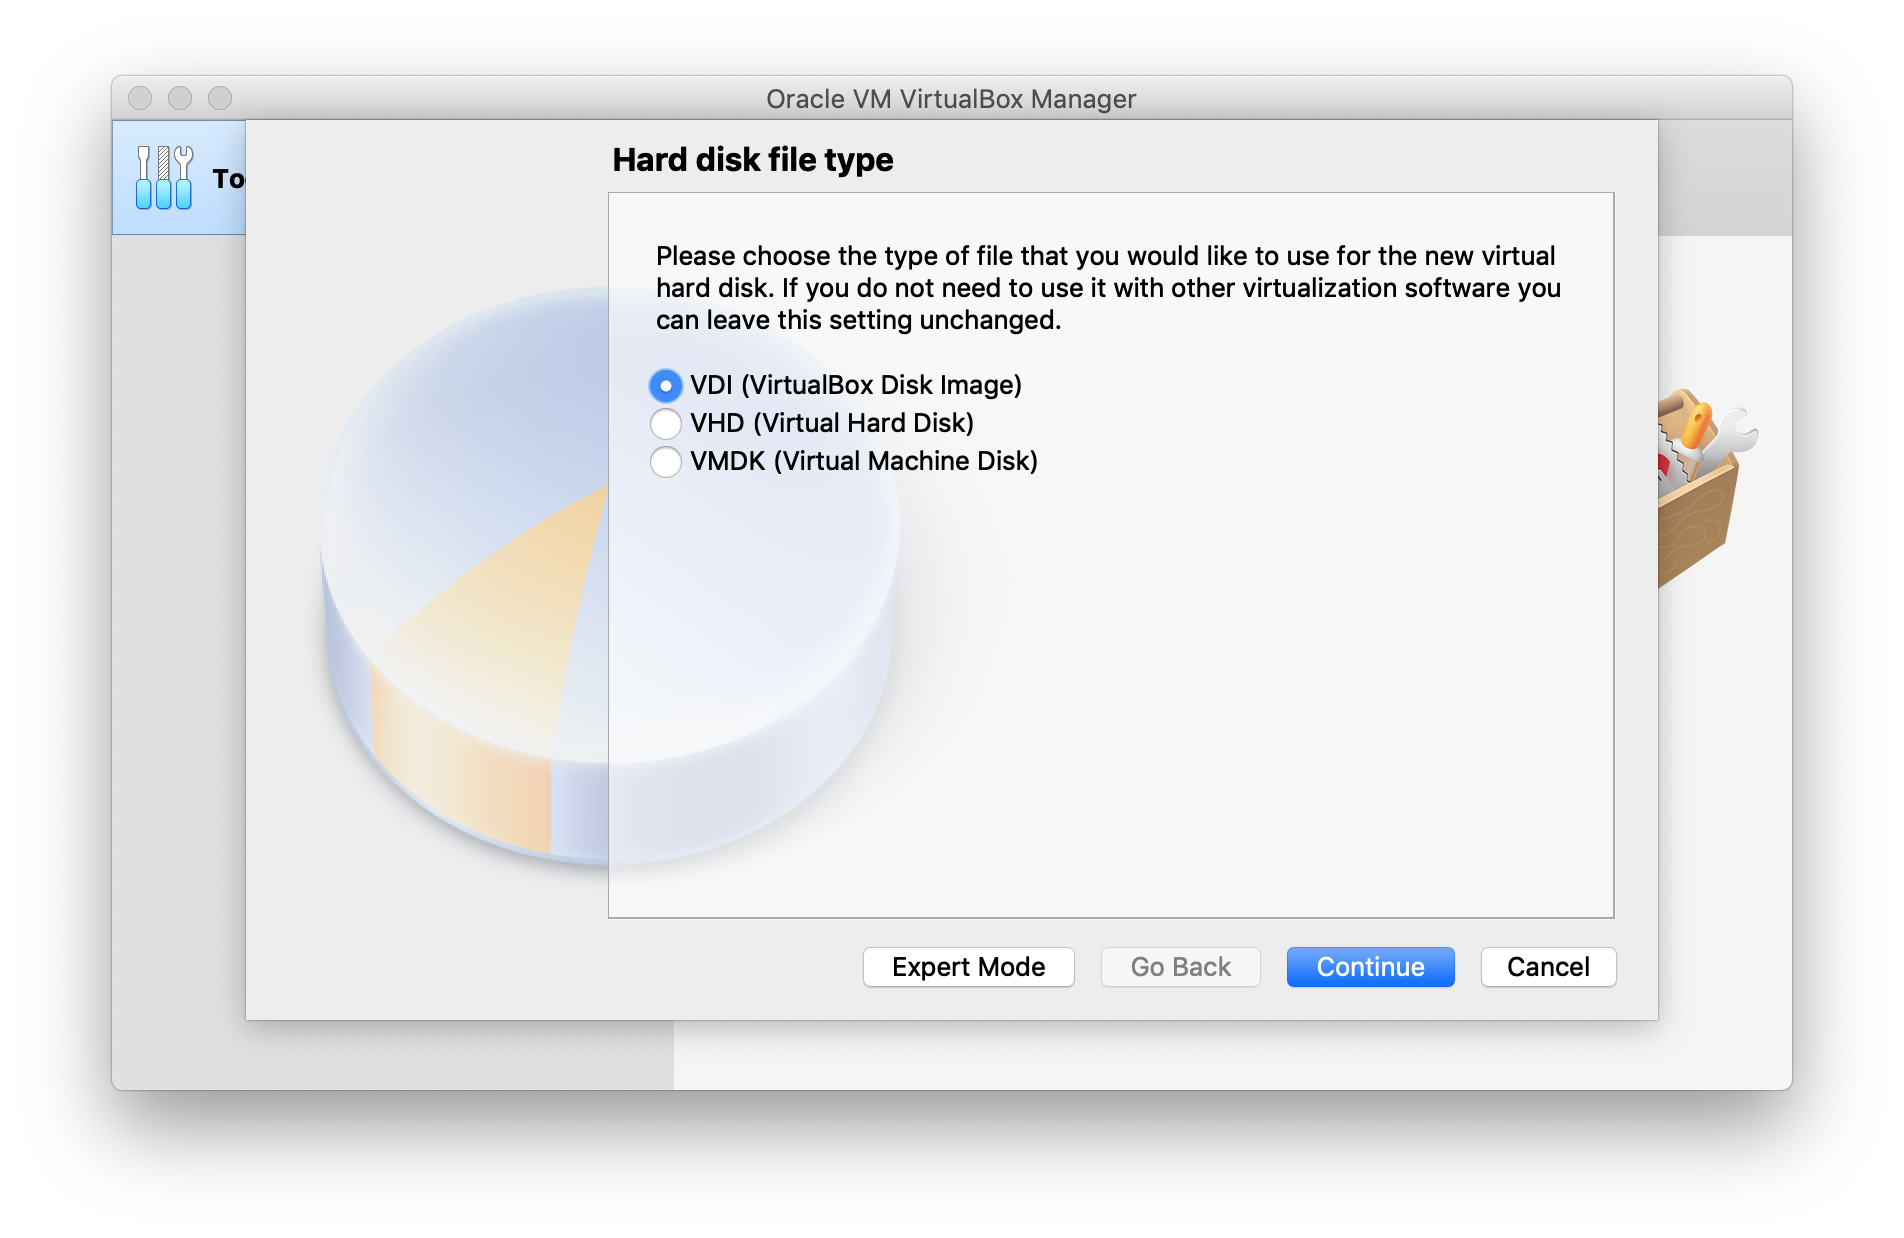 Oracle VM VirtualBox Manager
To
Hard disk file type
Please choose the type of file that you would like to use for the new virtual
hard disk. If you do not need to use it with other virtualization software you
can leave this setting unchanged.
VDI (VirtualBox Disk Image)
VHD (Virtual Hard Disk)
VMDK (Virtual Machine Disk)
Expert Mode
Go Back
Continue
Cancel